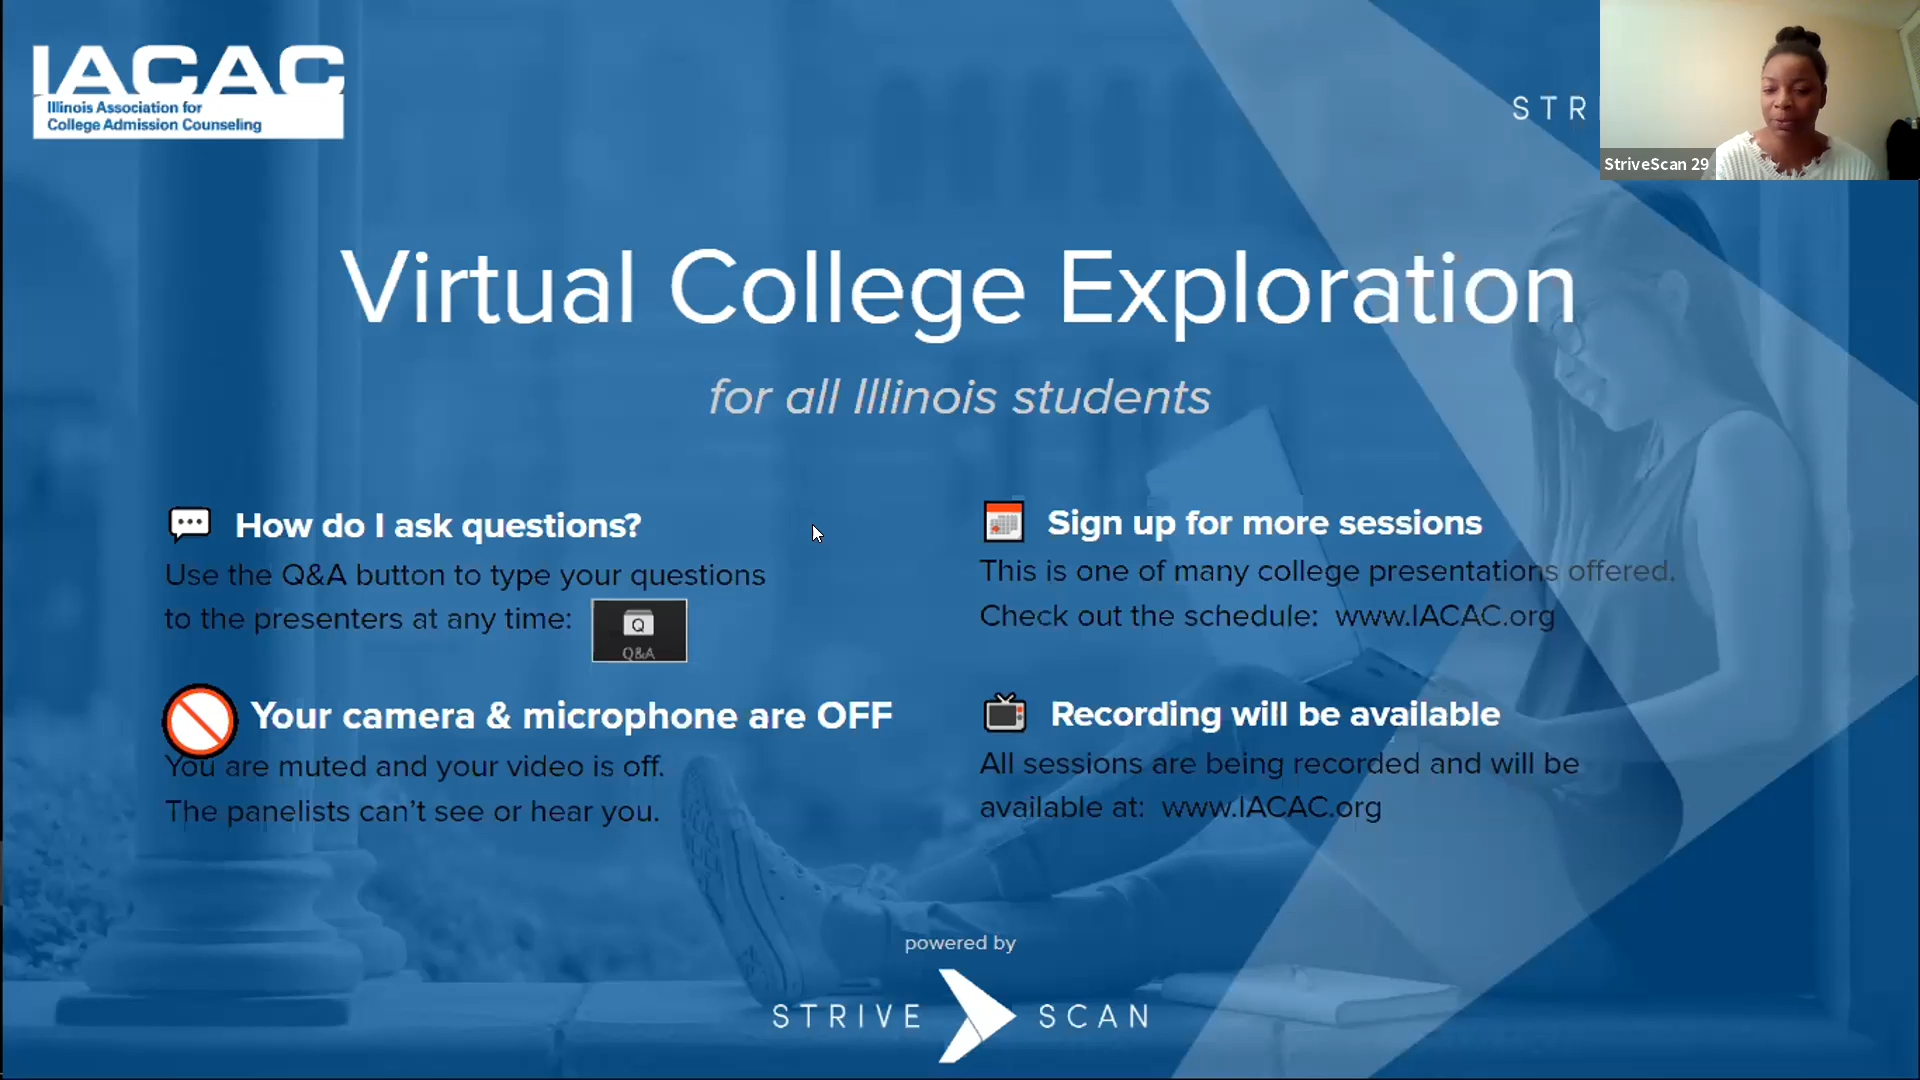 IACAC
Illinois Association for
College Admission Counseling
STR
StriveScan 29
Virtual College Exploration
for all Illinois students
How do I ask questions?
Use the Q&A button to type your questions
to the presenters at any time:
Q
Q&A
Your camera & microphone are OFF
You are muted and your video is off.
The panelists can't see or hear you.
Sign up for more sessions
This is one of many college presentations offered.
Check out the schedule: www.IACAC.org
Recording will be available
All sessions are being recorded and will be
available at: www.IACAC.org
powered by
STRIVE SCAN